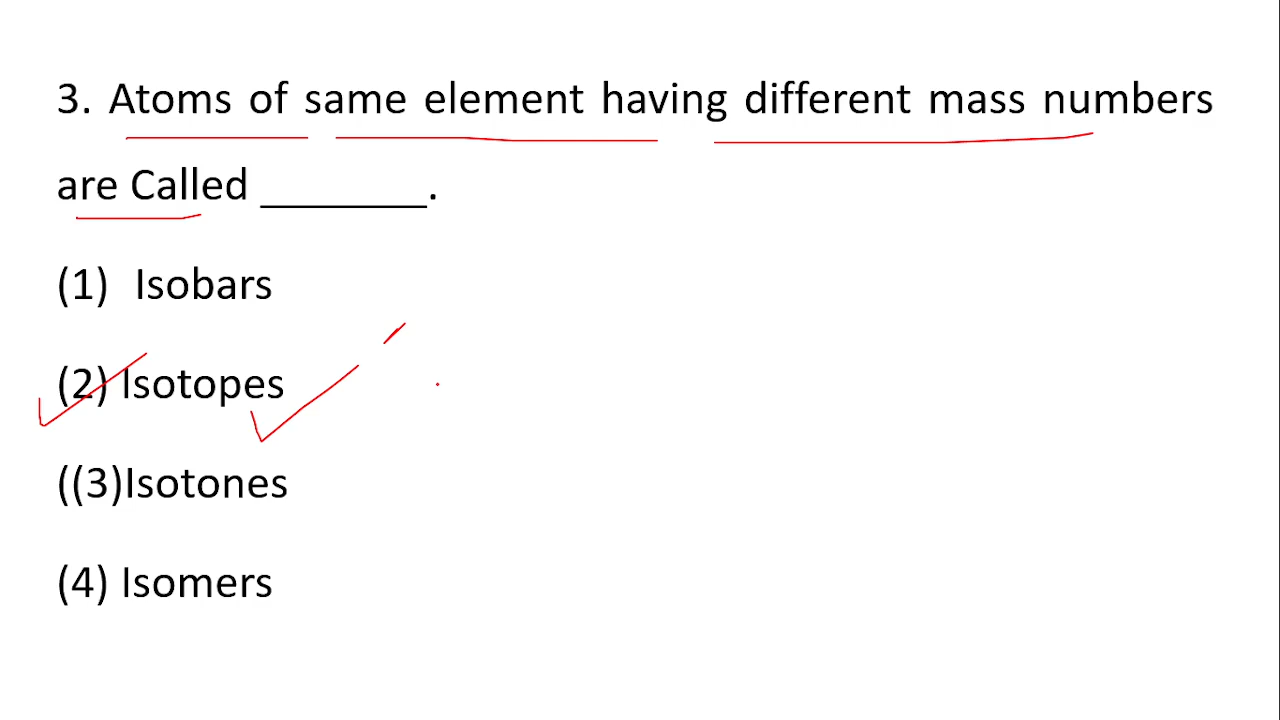 3. Atoms of same element having different mass numbers
are Called _______.
(1) Isobars
(2) Isotopes
((3)Isotones
(4) Isomers